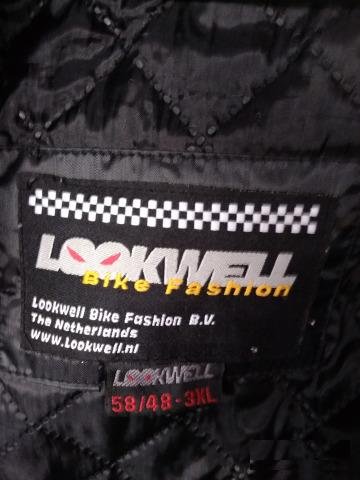 LOOKWELL
Bike Fashion
Lookwell Bike Fashion B.V.
The Netherlands
www.Lookwell.nl
LOOKWELL
58/48-3XL